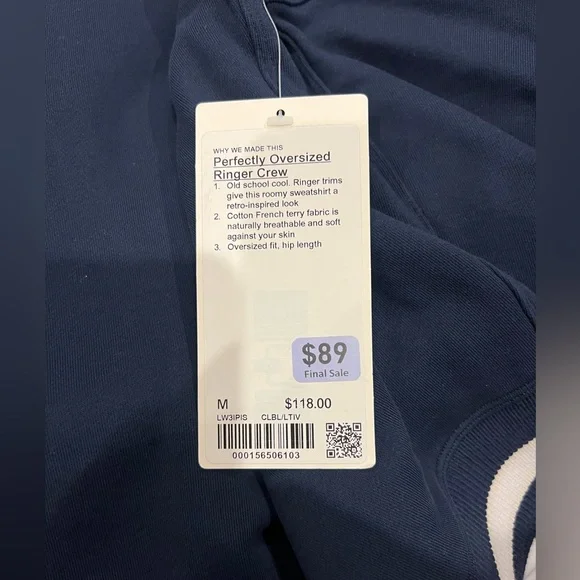 WHY WE MADE THIS
Perfectly Oversized
Ringer Crew
1. Old school cool. Ringer trims
give this roomy sweatshirt a
retro-inspired look
2. Cotton French terry fabric is
naturally breathable and soft
against your skin
3. Oversized fit, hip length
$89
Final Sale
M $118.00
LW3IPIS CLBL/LTIV
000156506103